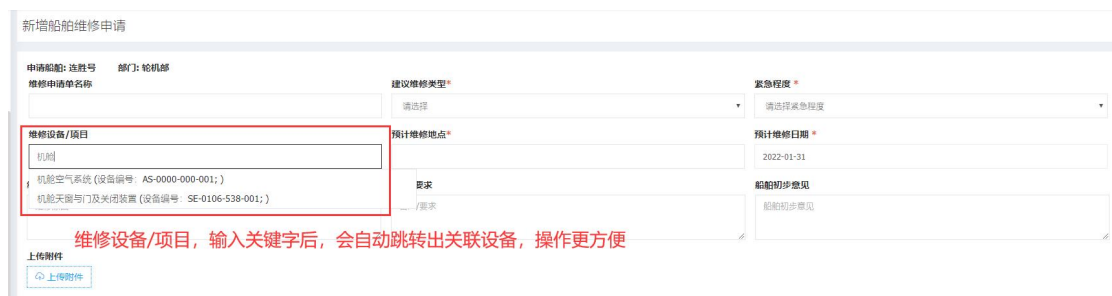 新增船舶维修申请
申请船舶: 连胜号 部门: 轮机部
维修申请单名称 建议维修类型* 紧急程度 *
请选择 请选择紧急程度
维修设备/项目 预计维修地点* 预计维修日期 *
机舱 2022-01-31
机舱空气系统 (设备编号: AS-0000-000-001; )
要求 船舶初步意见
机舱天窗与门及关闭装置 (设备编号: SE-0106-538-001; )
/要求 船舶初步意见
维修设备/项目, 输入关键字后, 会自动跳转出关联设备, 操作更方便
上传附件
上传附件